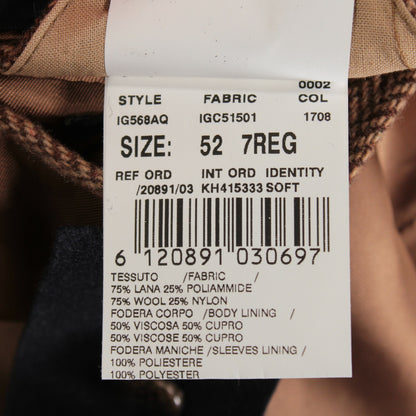 0002
STYLE FABRIC COL
IG568AQ IGC51501 1708
SIZE: 52 7REG
REF ORD INT ORD IDENTITY
/20891/03 KH415333 SOFT
6 120891 030697
TESSUTO /FABRIC /
75% LANA 25% POLIAMMIDE
75% WOOL 25% NYLON
FODERA CORPO /BODY LINING /
50% VISCOSA 50% CUPRO
50% VISCOSE 50% CUPRO
FODERA MANICHE /SLEEVES LINING /
100% POLIESTERE
100% POLYESTER